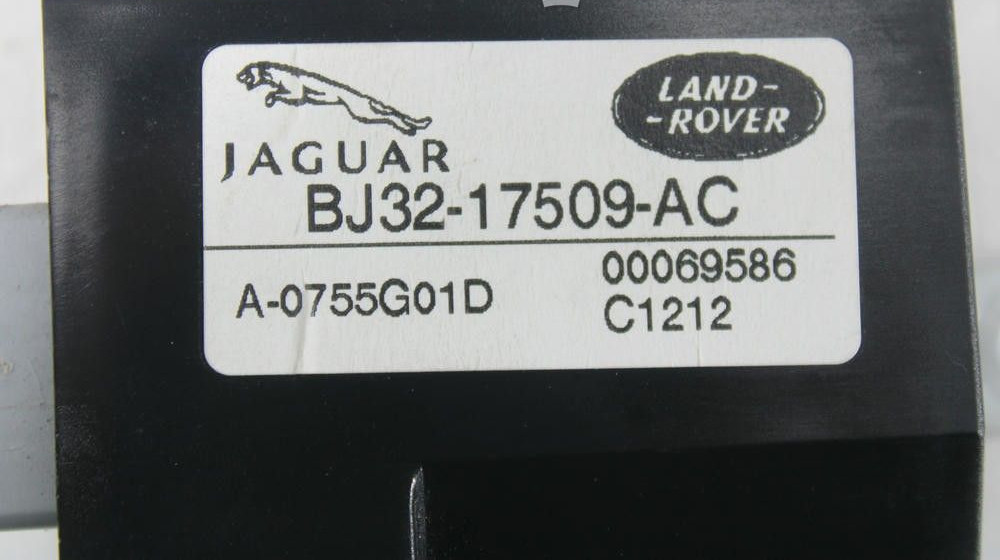 JAGUAR
LAND-
-ROVER
BJ32-17509-AC
A-0755G01D
00069586
C1212